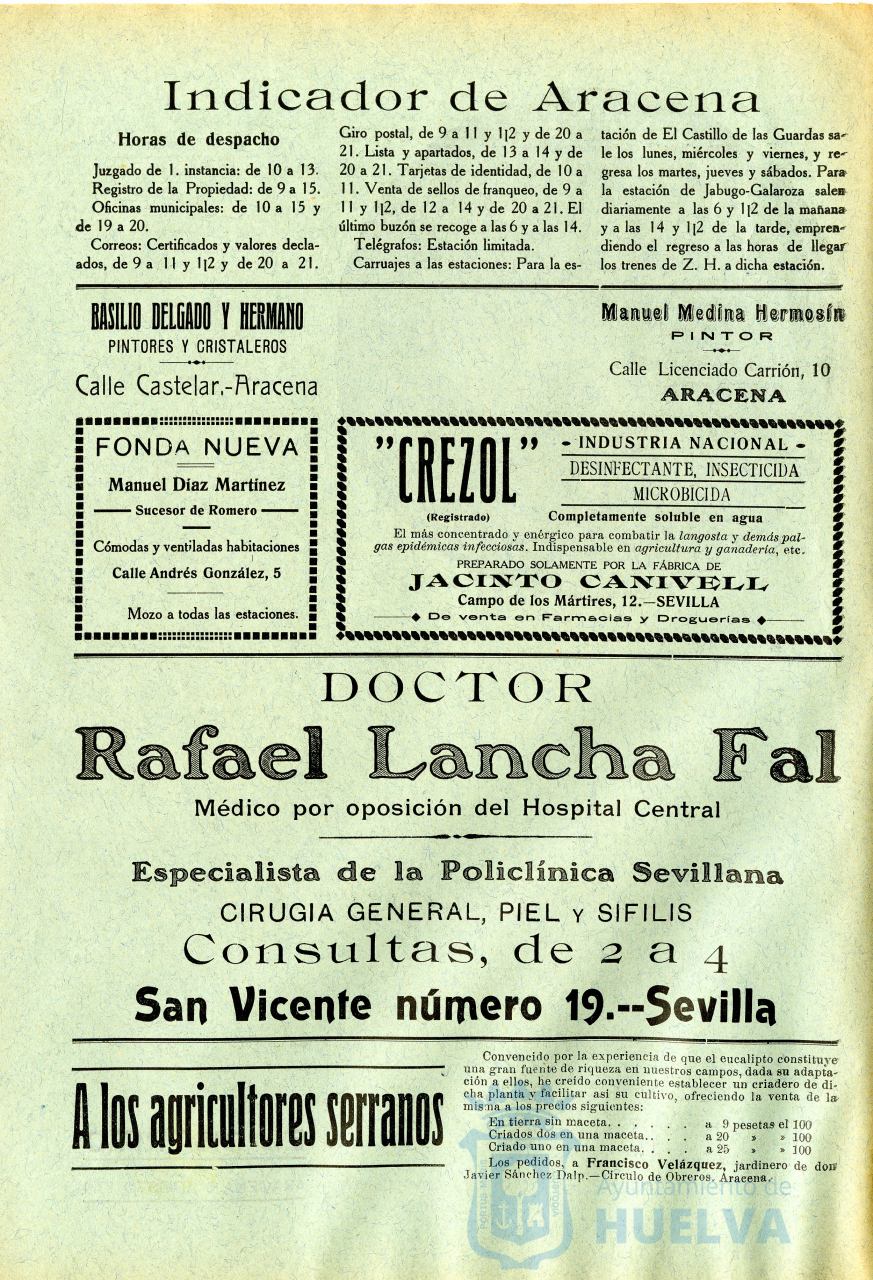 Indicador de Aracena
Horas de despacho
Juzgado de 1. instancia: de 10 a 13.
Registro de la Propiedad: de 9 a 15.
Oficinas municipales: de 10 a 15 y
de 19 a 20.
Correos: Certificados y valores decla-
ados, de 9 a 11 y 1|2 y de 20 a 21.
Giro postal, de 9 a 11 y 1|2 y de 20 a
21. Lista y apartados, de 13 a 14 y de
20 a 21. Tarjetas de identidad, de 10 a
11. Venta de sellos de franqueo, de 9 a
11 y 1|2, de 12 a 14 y de 20 a 21. El
último buzón se recoge a las 6 y a las 14.
Telégrafos: Estación limitada.
Carruajes a las estaciones: Para la es-
tación de El Castillo de las Guardas sa-
le los lunes, miércoles y viernes, y re-
gresa los martes, jueves y sábados. Para
la estación de Jabugo-Galaroza salen
diariamente a las 6 y 1|2 de la mañana
y a las 14 y 1|2 de la tarde, empren-
diendo el regreso a las horas de llegar
los trenes de Z. H. a dicha estación.
BASILIO DELGADO Y HERMANO
PINTORES Y CRISTALEROS
Calle Castelar.-Aracena
Manuel Medina Hermosín
PINTOR
Calle Licenciado Carrión, 10
ARACENA
FONDA NUEVA
Manuel Díaz Martínez
Sucesor de Romero
Cómodas y ventiladas habitaciones
Calle Andrés González, 5
Mozo a todas las estaciones.
"CREZOL"
(Registrado)
- INDUSTRIA NACIONAL -
DESINFECTANTE, INSECTICIDA
MICROBICIDA
Completamente soluble en agua
El más concentrado y enérgico para combatir la langosta y demás pal-
gas epidémicas infecciosas. Indispensable en agricultura y ganadería, etc.
PREPARADO SOLAMENTE POR LA FÁBRICA DE
JACINTO CANIVELL
Campo de los Mártires, 12.—SEVILLA
De venta en Farmacias y Droguerías
DOCTOR
Rafael Lancha Fal
Médico por oposición del Hospital Central
Especialista de la Policlínica Sevillana
CIRUGIA GENERAL, PIEL Y SIFILIS
Consultas, de 2 a 4
San Vicente número 19.--Sevilla
A los agricultores serranos
Convencido por la experiencia de que el eucalipto constituye
una gran fuente de riqueza en nuestros campos, dada su adapta-
ción a ellos, he creído conveniente establecer un criadero de di-
cha planta y facilitar asi su cultivo, ofreciendo la venta de la
misma a los precios siguientes:
En tierra sin maceta. . . . . . a 9 pesetas el 100
Criados dos en una maceta. . . . . a 20 » » 100
Criado uno en una maceta. . . . . a 25 » » 100
Los pedidos, a Francisco Velázquez, jardinero de don
Javier Sánchez Dalp.—Círculo de Obreros. Aracena.
Ayuntamiento de
HUELVA